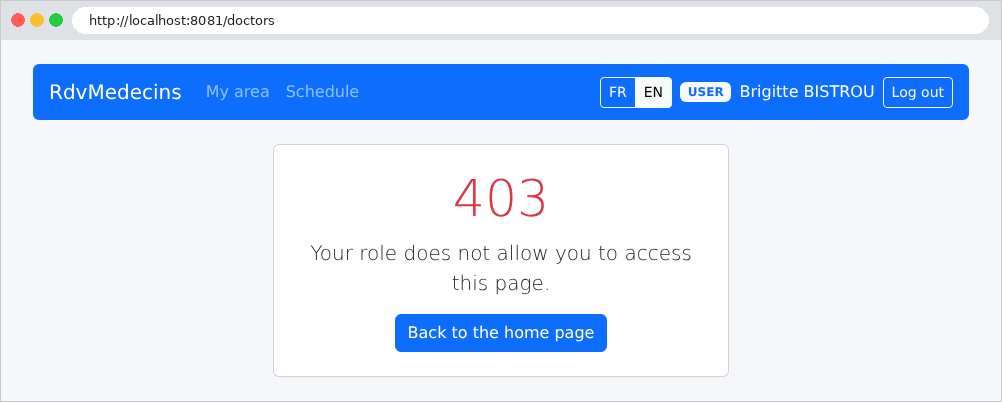 http://localhost:8081/doctors
RdvMedecins My area Schedule FR EN USER Brigitte BISTROU Log out
403
Your role does not allow you to access
this page.
Back to the home page